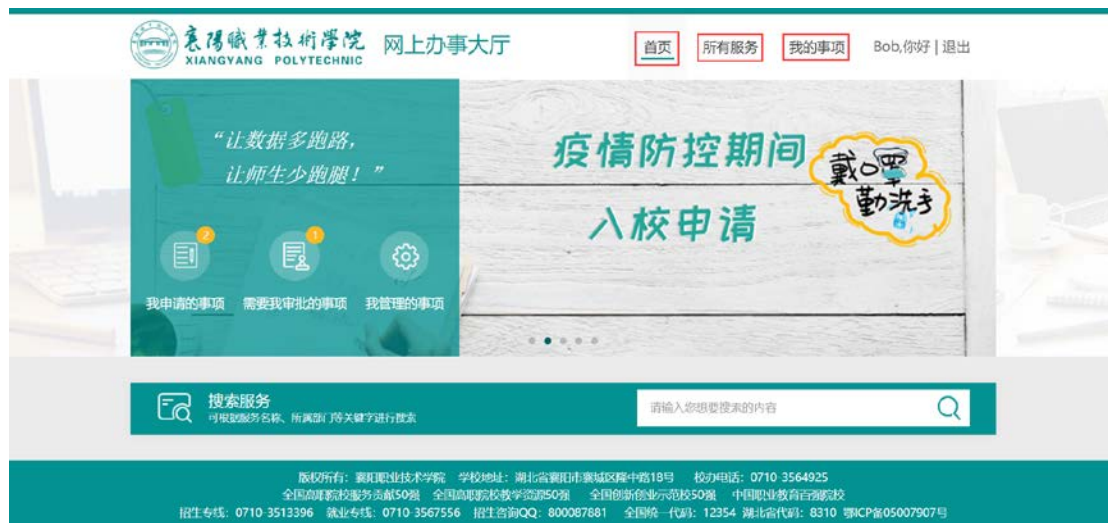 襄陽職業技術學院 网上办事大厅 首页 所有服务 我的事项 Bob,你好 | 退出
XIANGYANG POLYTECHNIC
“让数据多跑路，
让师生少跑腿！”
疫情防控期间
入校申请
戴口罩
勤洗手
2 1
我申请的事项 需要我审批的事项 我管理的事项
搜索服务
可根据服务名称、所属部门等关键字进行搜索
请输入您想要搜索的内容
版权所有：襄阳职业技术学院 学校地址：湖北省襄阳市襄城区隆中路18号 校办电话：0710-3564925
全国高职院校服务贡献50强 全国高职院校教学资源50强 全国创新创业示范校50强 中国职业教育百强院校
招生专线：0710-3513396 就业专线：0710-3567556 招生咨询QQ：800087881 全国统一代码：12354 湖北省代码：8310 鄂ICP备05007907号